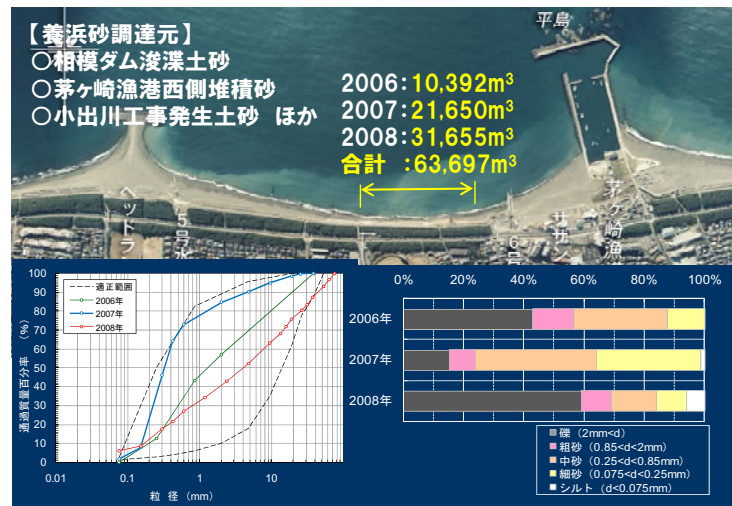 【養浜砂調達元】
○相模ダム浚渫土砂
○茅ヶ崎漁港西側堆積砂
○小出川工事発生土砂 ほか
2006：10,392m³
2007：21,650m³
2008：31,655m³
合計 ：63,697m³
平島
ヘッドラ
5号水
6号
サザン
茅ヶ崎漁
100
90
80
70
60
50
40
30
20
10
0
通過質量百分率 （%）
適正範囲
2006年
2007年
2008年
0.01
0.1
1
10
粒 径 （mm）
0%
20%
40%
60%
80%
100%
2006年
2007年
2008年
礫（2mm<d）
粗砂（0.85<d<2mm）
中砂（0.25<d<0.85mm）
細砂（0.075<d<0.25mm）
シルト（d<0.075mm）